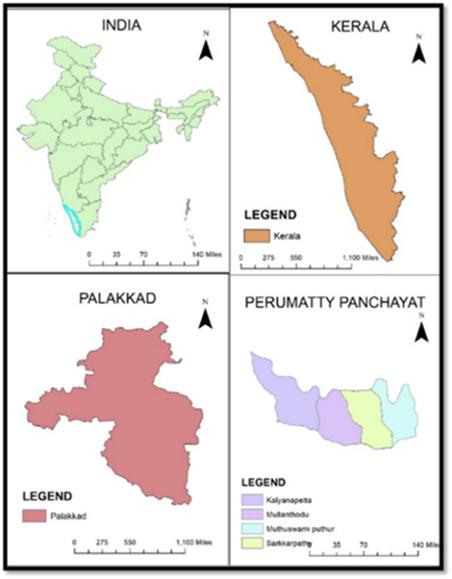 INDIA
N
0 35 70 140 Miles
KERALA
N
LEGEND
Kerala
0 275 550 1,100 Miles
PALAKKAD
N
LEGEND
Palakkad
0 275 550 1,100 Miles
PERUMATTY PANCHAYAT
N
LEGEND
Kalyanapetta
Mullanthodu
Muthuswami puthur
Sarkkarpathy
0 35 70 140 Miles